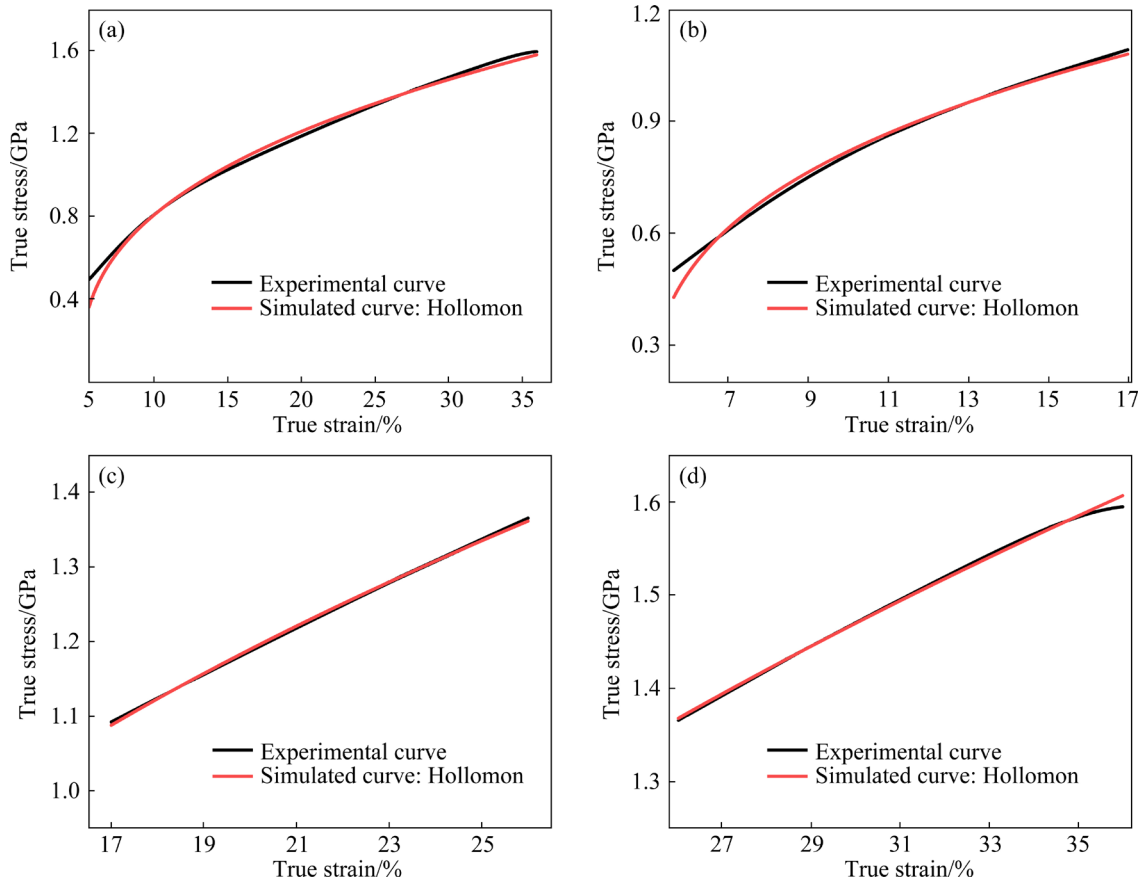 (a)
1.6
1.2
0.8
0.4
True stress/GPa
Experimental curve
Simulated curve: Hollomon
5 10 15 20 25 30 35
True strain/%
(b)
1.2
0.9
0.6
0.3
True stress/GPa
Experimental curve
Simulated curve: Hollomon
7 9 11 13 15 17
True strain/%
(c)
1.4
1.3
1.2
1.1
1.0
True stress/GPa
Experimental curve
Simulated curve: Hollomon
17 19 21 23 25
True strain/%
(d)
1.6
1.5
1.4
1.3
True stress/GPa
Experimental curve
Simulated curve: Hollomon
27 29 31 33 35
True strain/%